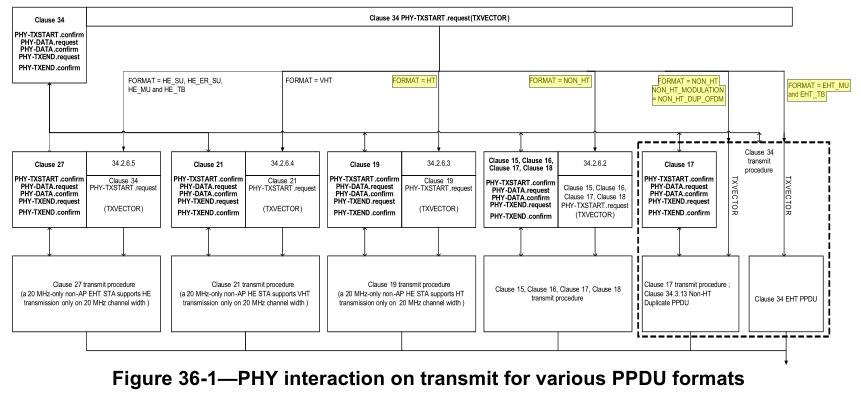 Clause 34
PHY-TXSTART.confirm
PHY-DATA.request
PHY-DATA.confirm
PHY-TXEND.request
PHY-TXEND.confirm
Clause 34 PHY-TXSTART .request(TXVECTOR)
FORMAT = HE_SU, HE_ER_SU,
HE_MU and HE_TB
FORMAT = VHT
FORMAT = HT
FORMAT = NON_HT
FORMAT = NON_HT
NON_HT_MODULATION
= NON_HT_DUP_OFDM
FORMAT = EHT_MU
and EHT_TB
Clause 27
PHY-TXSTART.confirm
PHY-DATA.request
PHY-DATA.confirm
PHY-TXEND.request
PHY-TXEND.confirm
34.2.6.5
Clause 34
PHY-TXSTART.request
(TXVECTOR)
Clause 21
PHY-TXSTART.confirm
PHY-DATA.request
PHY-DATA.confirm
PHY-TXEND.request
PHY-TXEND.confirm
34.2.6.4
Clause 21
PHY-TXSTART.request
(TXVECTOR)
Clause 19
PHY-TXSTART.confirm
PHY-DATA.request
PHY-DATA.confirm
PHY-TXEND.request
PHY-TXEND.confirm
34.2.6.3
Clause 19
PHY-TXSTART.request
(TXVECTOR)
Clause 15, Clause 16,
Clause 17, Clause 18
PHY-TXSTART.confirm
PHY-DATA.request
PHY-DATA.confirm
PHY-TXEND.request
PHY-TXEND.confirm
34.2.6.2
Clause 15, Clause 16,
Clause 17, Clause 18
PHY-TXSTART.request
(TXVECTOR)
Clause 17
PHY-TXSTART.confirm
PHY-DATA.request
PHY-DATA.confirm
PHY-TXEND.request
PHY-TXEND.confirm
TXVECTOR
Clause 34
transmit
procedure
TXVECTOR
Clause 27 transmit procedure
(a 20 MHz-only non-AP EHT STA supports HE
transmission only on 20 MHz channel width )
Clause 21 transmit procedure
(a 20 MHz-only non-AP HE STA supports VHT
transmission only on 20 MHz channel width )
Clause 19 transmit procedure
(a 20 MHz-only non-AP HE STA supports HT
transmission only on 20 MHz channel width )
Clause 15, Clause 16, Clause 17, Clause 18
transmit procedure
Clause 17 transmit procedure ;
Clause 34.3.13 Non-HT
Duplicate PPDU
Clause 34 EHT PPDU
Figure 36-1—PHY interaction on transmit for various PPDU formats